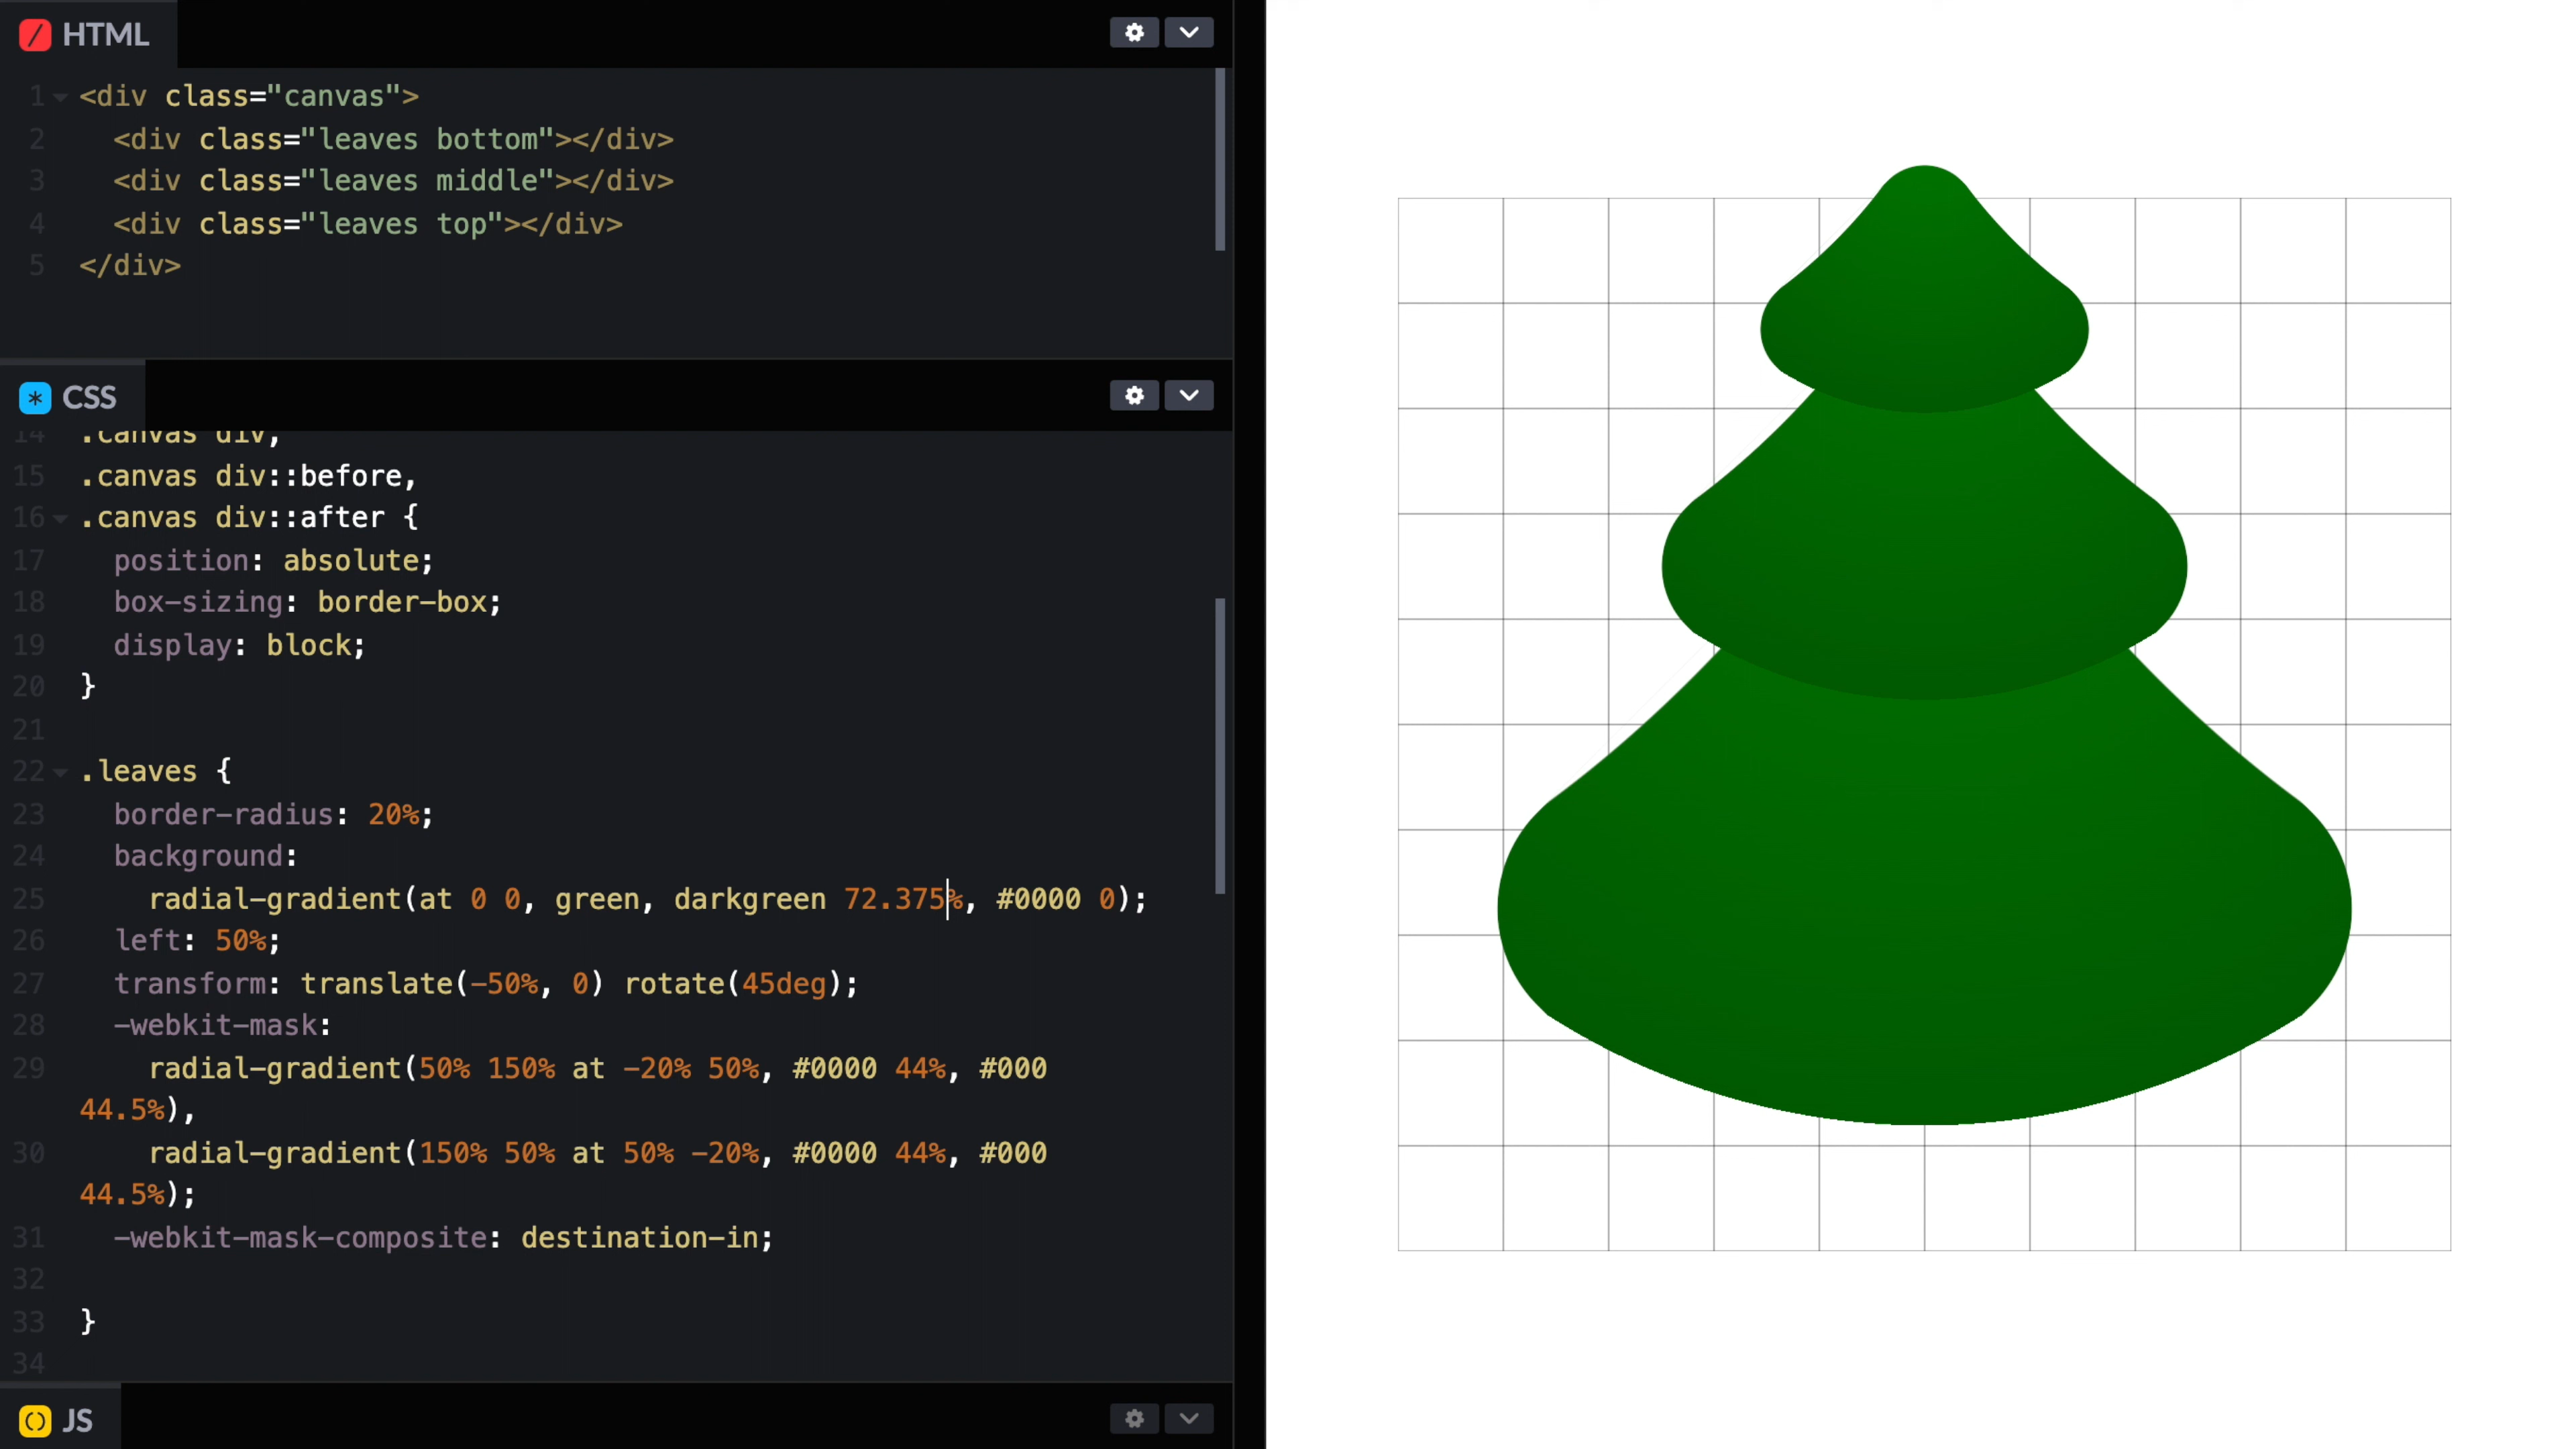 HTML
1 <div class="canvas">
2 <div class="leaves bottom"></div>
3 <div class="leaves middle"></div>
4 <div class="leaves top"></div>
5 </div>
CSS
14 .canvas div,
15 .canvas div::before,
16 .canvas div::after {
17 position: absolute;
18 box-sizing: border-box;
19 display: block;
20 }
21
22 .leaves {
23 border-radius: 20%;
24 background:
25 radial-gradient(at 0 0, green, darkgreen 72.375%, #0000 0);
26 left: 50%;
27 transform: translate(-50%, 0) rotate(45deg);
28 -webkit-mask:
29 radial-gradient(50% 150% at -20% 50%, #0000 44%, #000
44.5%),
30 radial-gradient(150% 50% at 50% -20%, #0000 44%, #000
44.5%);
31 -webkit-mask-composite: destination-in;
32
33 }
34
JS